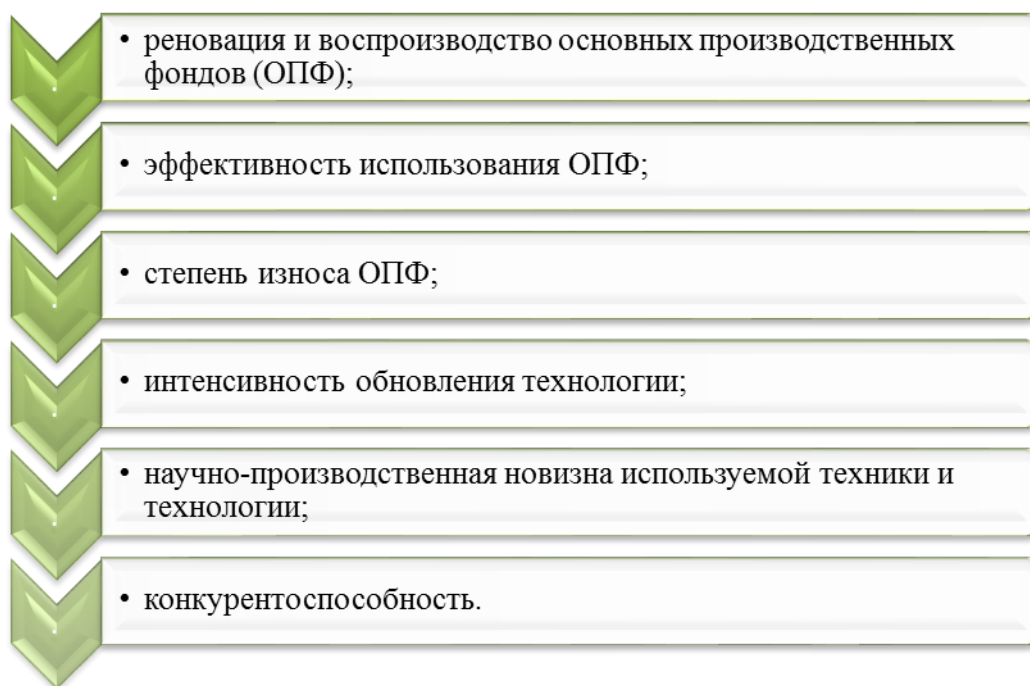 • реновация и воспроизводство основных производственных
фондов (ОПФ);
• эффективность использования ОПФ;
• степень износа ОПФ;
• интенсивность обновления технологии;
• научно-производственная новизна используемой техники и
технологии;
• конкурентоспособность.